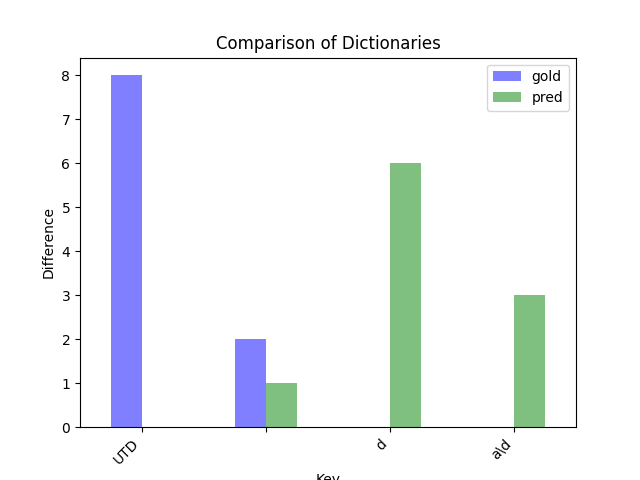 Comparison of Dictionaries
gold
pred
Difference
8
7
6
5
4
3
2
1
0
UTD
d
a\d
Key